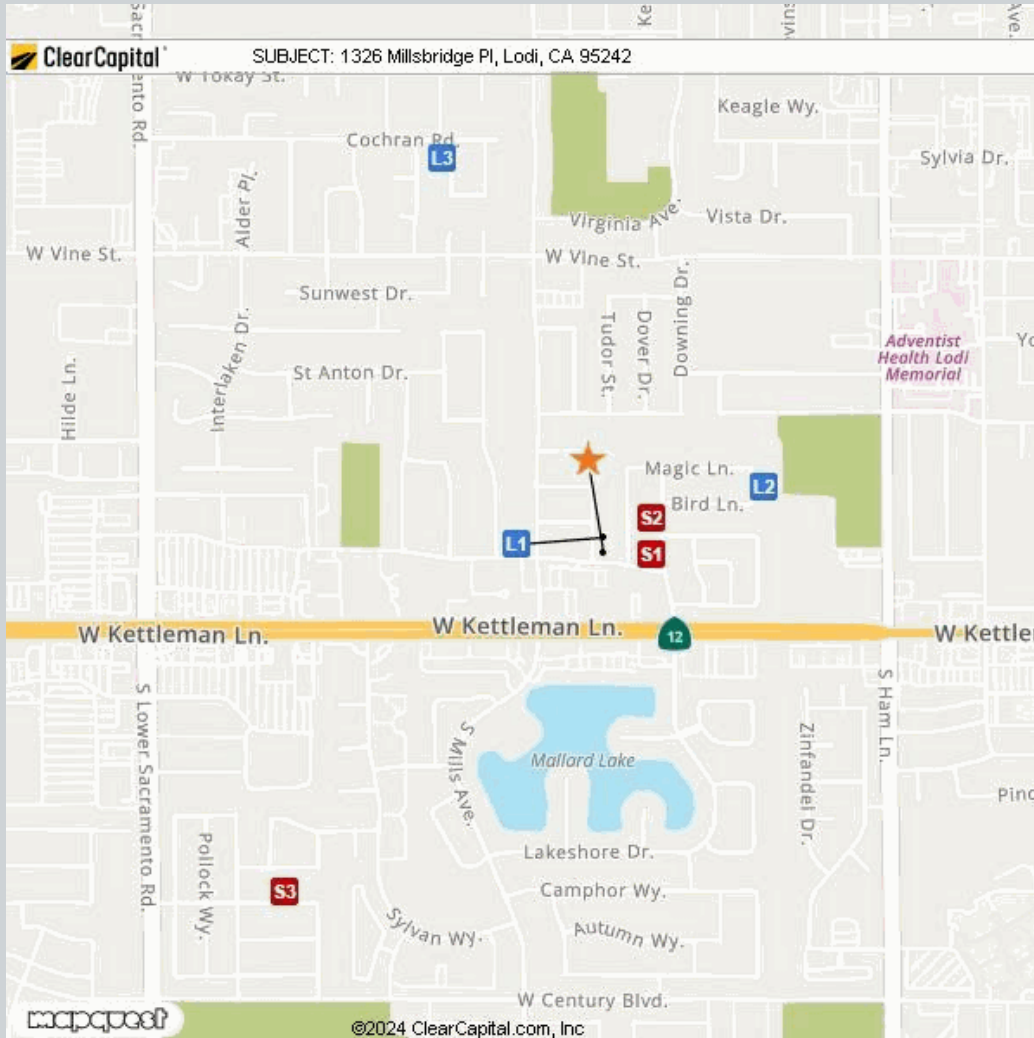 ClearCapital
SUBJECT: 1326 Millsbridge Pl, Lodi, CA 95242
W Tokay St.
Keagle Wy.
Cochran Rd.
L3
Sylvia Dr.
Alder Pl.
Virginia Ave.
Vista Dr.
W Vine St.
W Vine St.
Sunwest Dr.
Downing Dr.
Tudor St.
Dover Dr.
Interlaken Dr.
Adventist
Health Lodi
Memorial
Hilde Ln.
St Anton Dr.
Magic Ln.
L2
Bird Ln.
S2
L1
S1
W Kettleman Ln.
W Kettleman Ln.
12
W Kettle
S Lower Sacramento Rd.
S Mills Ave.
Mallard Lake
Zinfandel Dr.
S Ham Ln.
Pollock Wy.
Lakeshore Dr.
S3
Camphor Wy.
Sylvan Wy.
Autumn Wy.
W Century Blvd.
mapquest
©2024 ClearCapital.com, Inc